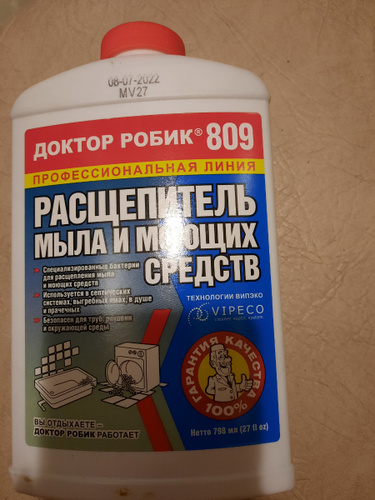 08-07-2022
MV27
ДОКТОР РОБИК® 809
ПРОФЕССИОНАЛЬНАЯ ЛИНИЯ
РАСЩЕПИТЕЛЬ
МЫЛА И МОЮЩИХ
СРЕДСТВ
Специализированные бактерии
для расщепления мыла
и моющих средств
Используется в септических
системах, выгребных ямах, в душе
и прачечных
Безопасен для труб, раковин
и окружающей среды
ТЕХНОЛОГИИ ВИПЭКО
VIPECO
ГАРАНТИЯ КАЧЕСТВА
100%
ВЫ ОТДЫХАЕТЕ –
ДОКТОР РОБИК РАБОТАЕТ
Нетто 798 мл (27 fl oz)